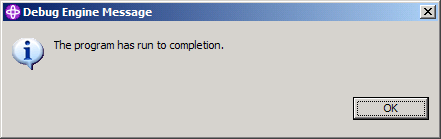 Debug Engine Message
The program has run to completion.
OK